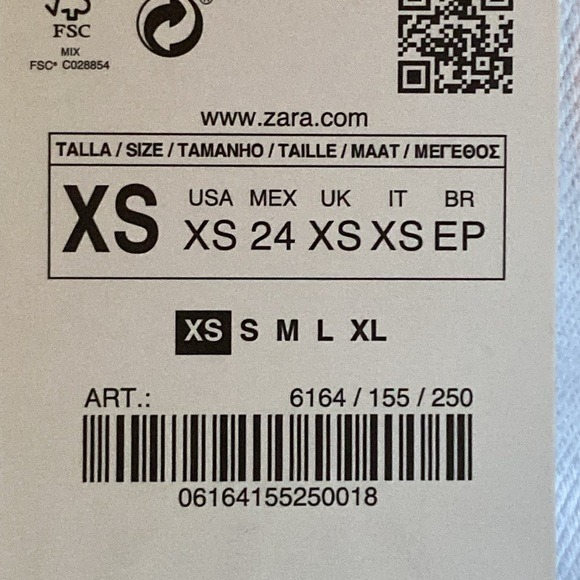 FSC
MIX
FSC® C028854
®
www.zara.com
TALLA / SIZE / TAMANHO / TAILLE / MAAT / ΜΕΓΕΘΟΣ
XS
USA MEX UK IT BR
XS 24 XS XS EP
XS S M L XL
ART.: 6164 / 155 / 250
06164155250018